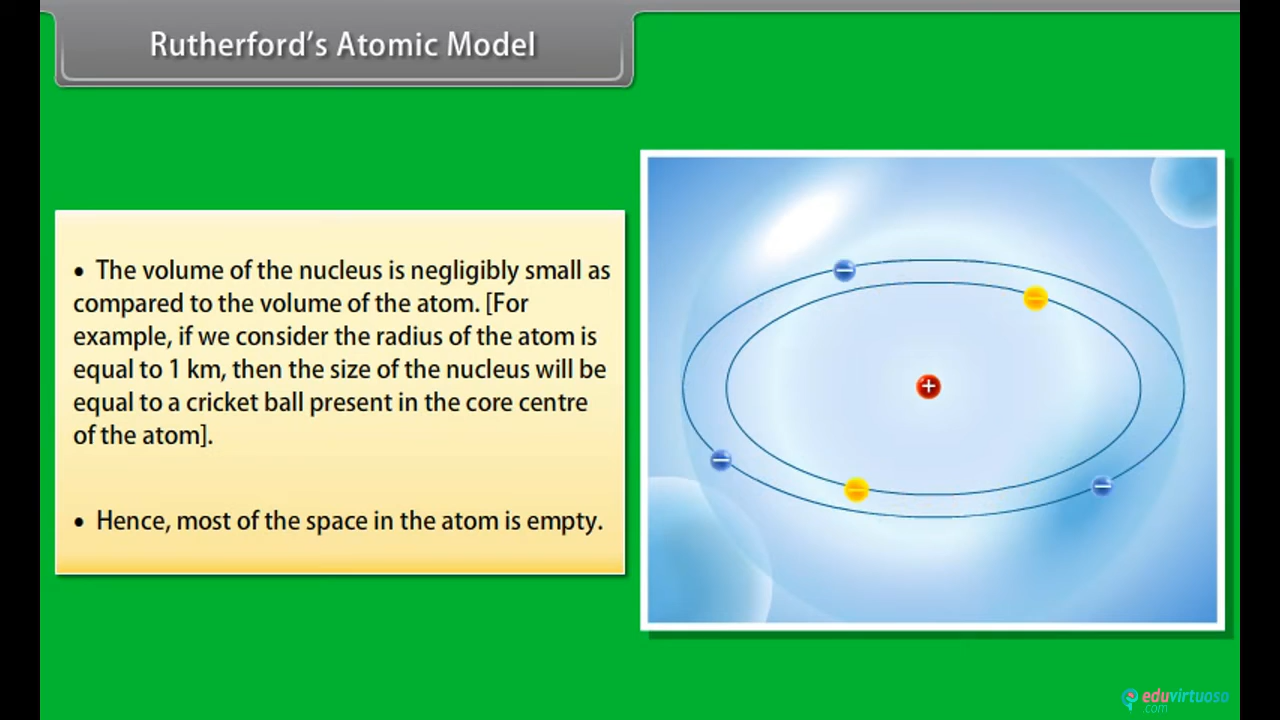 Rutherford's Atomic Model
• The volume of the nucleus is negligibly small as
compared to the volume of the atom. [For
example, if we consider the radius of the atom is
equal to 1 km, then the size of the nucleus will be
equal to a cricket ball present in the core centre
of the atom].
• Hence, most of the space in the atom is empty.
−
−
+
−
−
−
eduvirtuoso
.com